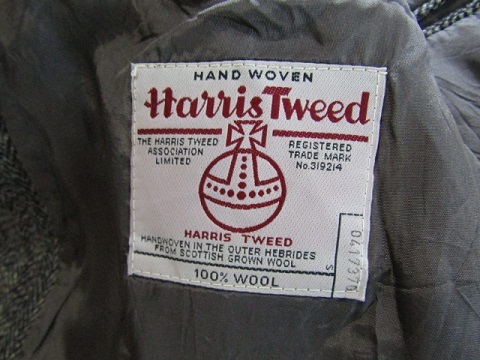 HAND WOVEN
Harris Tweed
THE HARRIS TWEED
ASSOCIATION
LIMITED
REGISTERED
TRADE MARK
No.319214
HARRIS TWEED
HANDWOVEN IN THE OUTER HEBRIDES
FROM SCOTTISH GROWN WOOL
100% WOOL
S